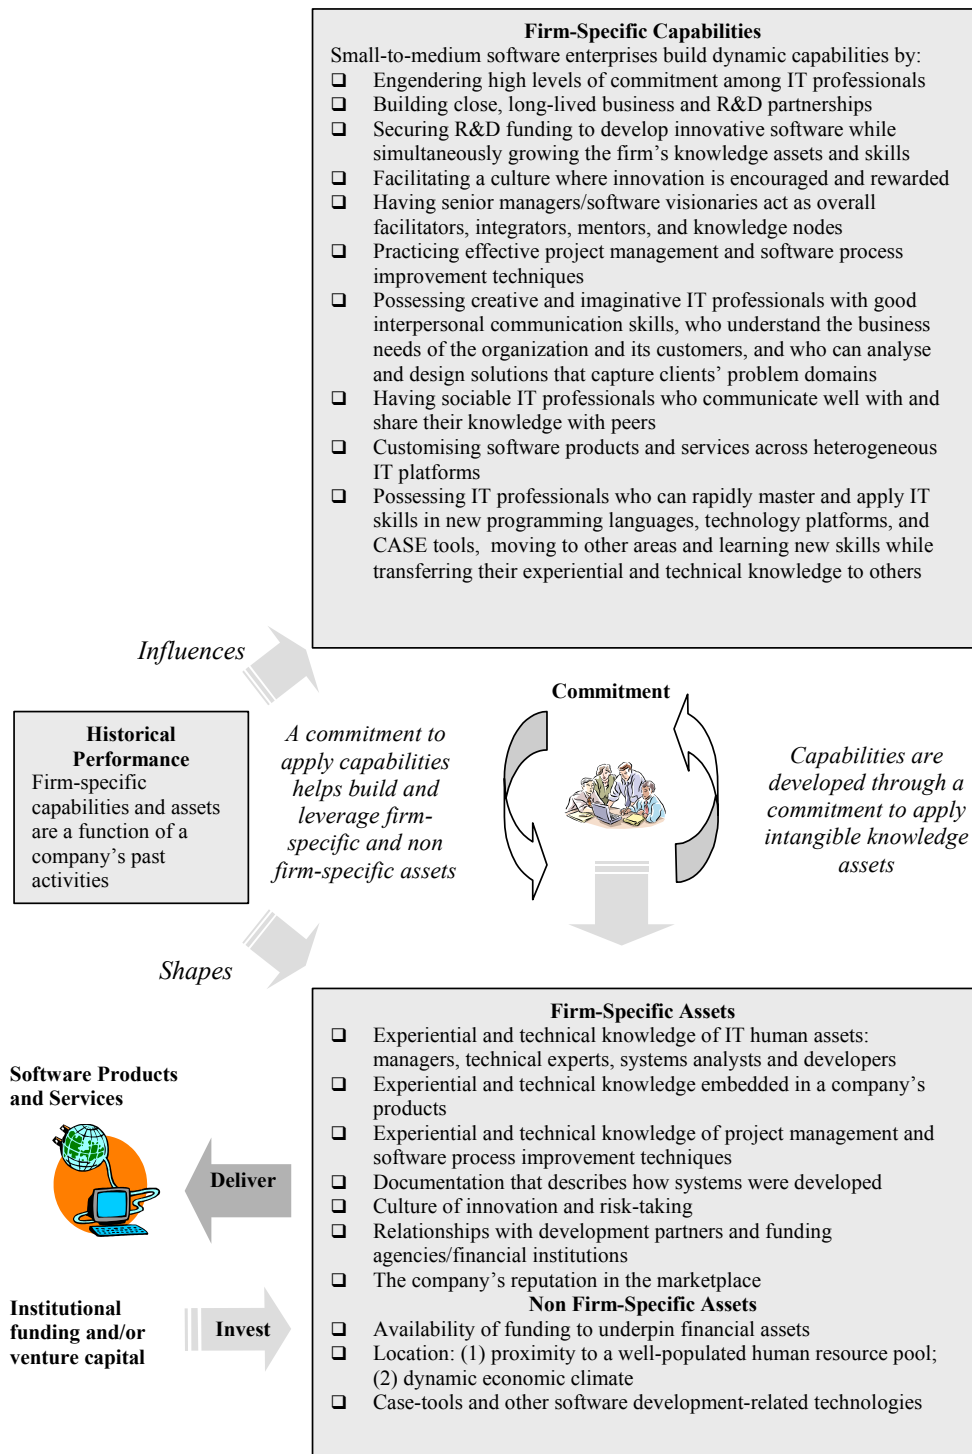 Firm-Specific Capabilities
Small-to-medium software enterprises build dynamic capabilities by:
❑ Engendering high levels of commitment among IT professionals
❑ Building close, long-lived business and R&D partnerships
❑ Securing R&D funding to develop innovative software while
simultaneously growing the firm’s knowledge assets and skills
❑ Facilitating a culture where innovation is encouraged and rewarded
❑ Having senior managers/software visionaries act as overall
facilitators, integrators, mentors, and knowledge nodes
❑ Practicing effective project management and software process
improvement techniques
❑ Possessing creative and imaginative IT professionals with good
interpersonal communication skills, who understand the business
needs of the organization and its customers, and who can analyse
and design solutions that capture clients’ problem domains
❑ Having sociable IT professionals who communicate well with and
share their knowledge with peers
❑ Customising software products and services across heterogeneous
IT platforms
❑ Possessing IT professionals who can rapidly master and apply IT
skills in new programming languages, technology platforms, and
CASE tools, moving to other areas and learning new skills while
transferring their experiential and technical knowledge to others
Influences
Historical
Performance
Firm-specific
capabilities and assets
are a function of a
company’s past
activities
A commitment to
apply capabilities
helps build and
leverage firm-
specific and non
firm-specific assets
Commitment
Capabilities are
developed through a
commitment to apply
intangible knowledge
assets
Shapes
Firm-Specific Assets
❑ Experiential and technical knowledge of IT human assets:
managers, technical experts, systems analysts and developers
❑ Experiential and technical knowledge embedded in a company’s
products
❑ Experiential and technical knowledge of project management and
software process improvement techniques
❑ Documentation that describes how systems were developed
❑ Culture of innovation and risk-taking
❑ Relationships with development partners and funding
agencies/financial institutions
❑ The company’s reputation in the marketplace
Non Firm-Specific Assets
❑ Availability of funding to underpin financial assets
❑ Location: (1) proximity to a well-populated human resource pool;
(2) dynamic economic climate
❑ Case-tools and other software development-related technologies
Software Products
and Services
Deliver
Institutional
funding and/or
venture capital
Invest